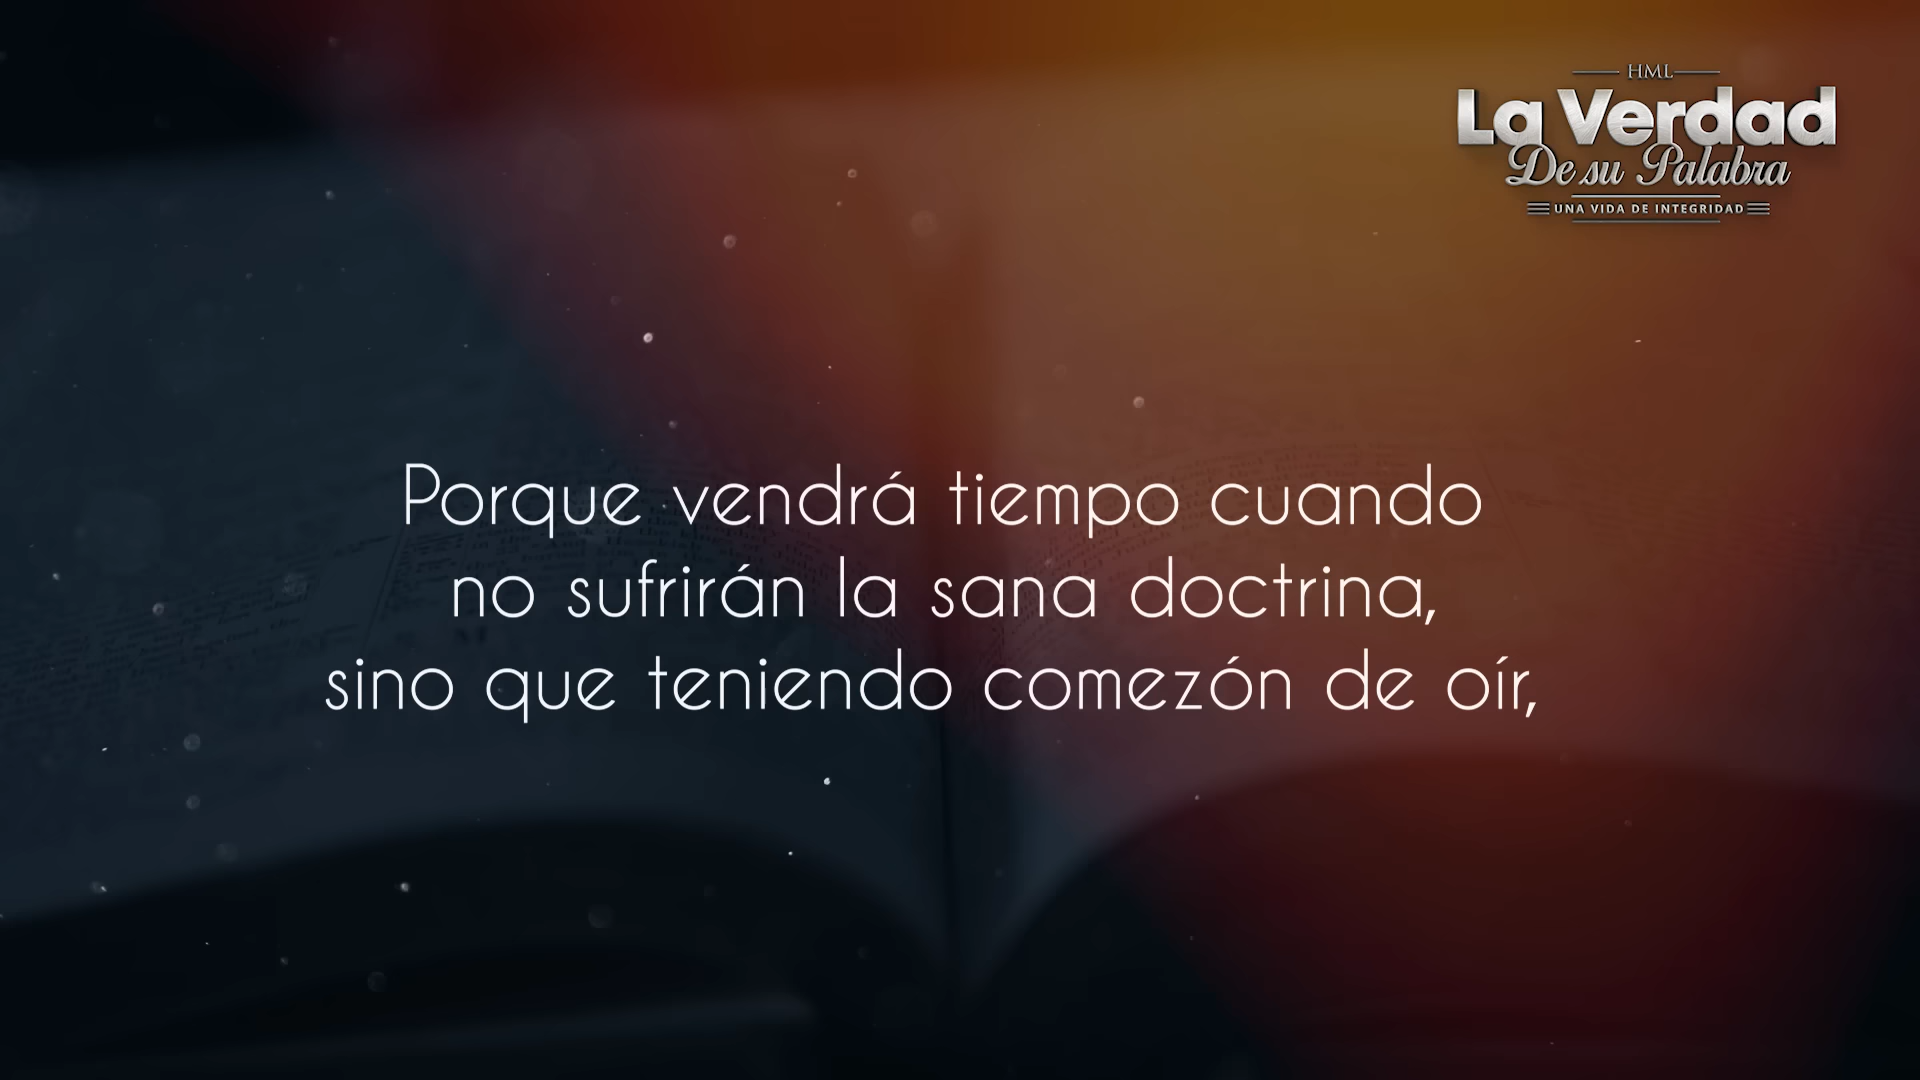 HML
La Verdad
De su Palabra
UNA VIDA DE INTEGRIDAD
Porque vendrá tiempo cuando
no sufrirán la sana doctrina,
sino que teniendo comezón de oír,